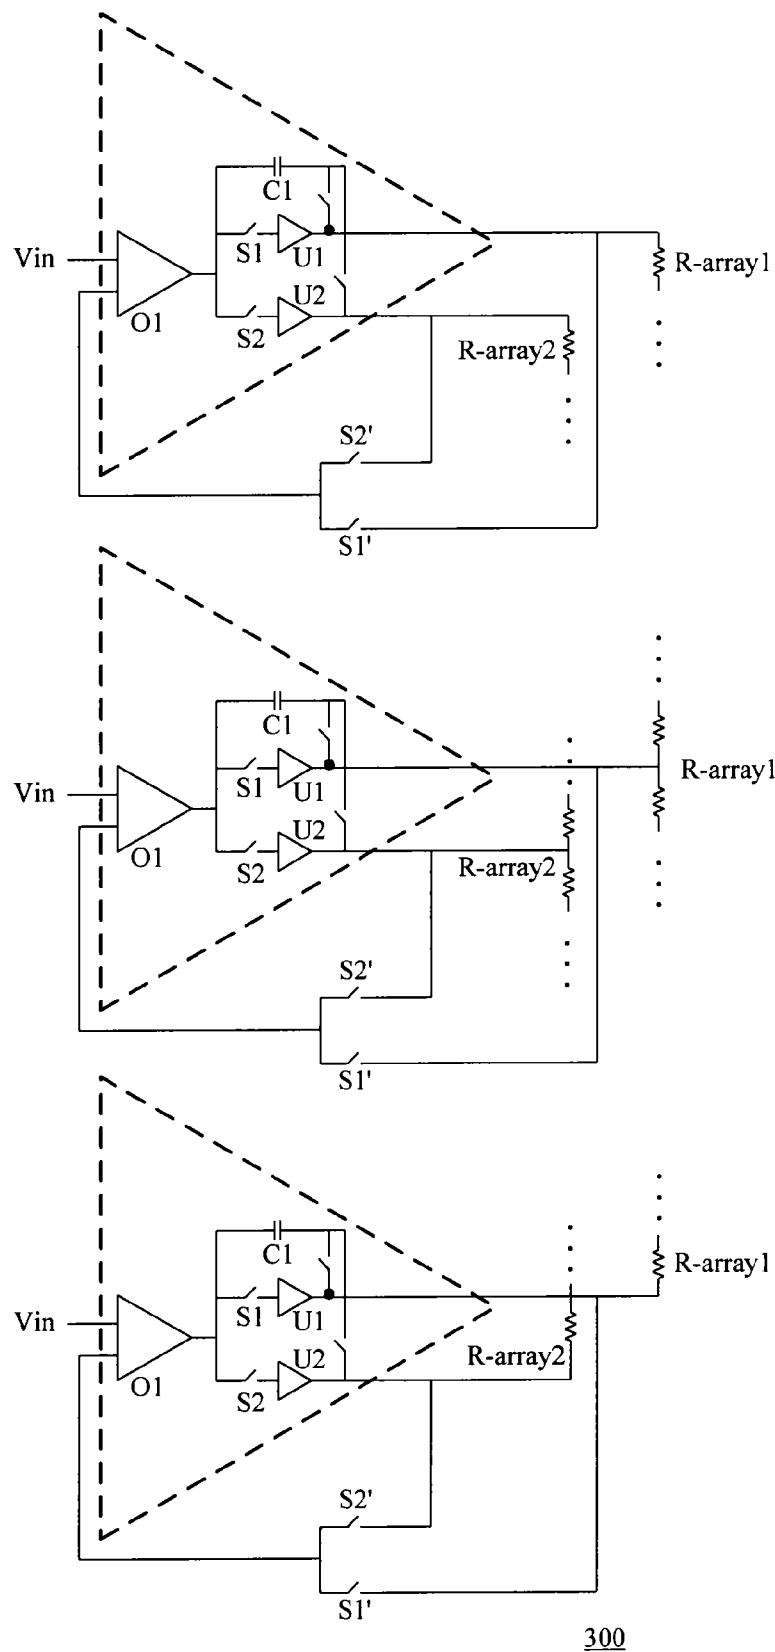 C1
S1
U1
Vin
R-array1
O1
S2
U2
R-array2
S2'
S1'
C1
S1
U1
R-array1
Vin
O1
S2
U2
R-array2
S2'
S1'
C1
R-array1
S1
U1
Vin
O1
S2
U2
R-array2
S2'
S1'
300